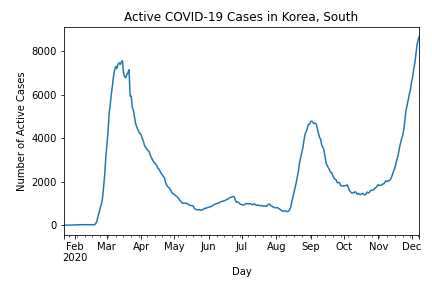 Active COVID-19 Cases in Korea, South
Number of Active Cases
8000
6000
4000
2000
0
Feb Mar Apr May Jun Jul Aug Sep Oct Nov Dec
2020
Day